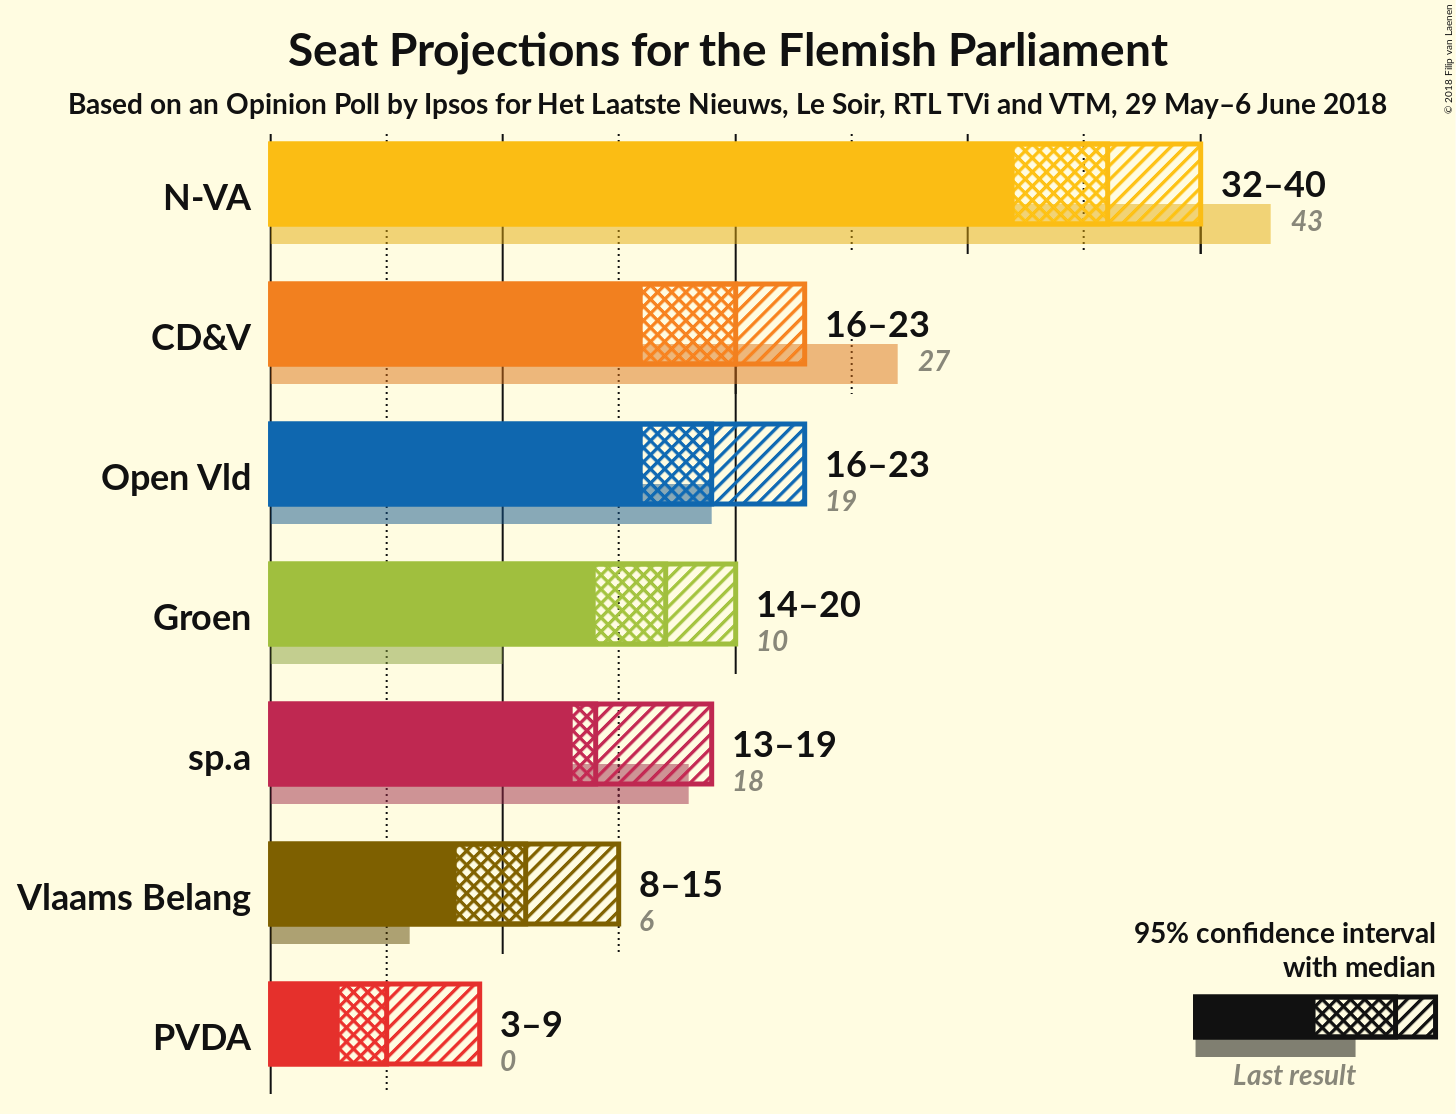 Seat Projections for the Flemish Parliament
Based on an Opinion Poll by Ipsos for Het Laatste Nieuws, Le Soir, RTL TVi and VTM, 29 May–6 June 2018
© 2018 Filip van Laenen
N-VA
32–40
43
CD&V
16–23
27
Open Vld
16–23
19
Groen
14–20
10
sp.a
13–19
18
Vlaams Belang
8–15
6
PVDA
3–9
0
95% confidence interval
with median
Last result